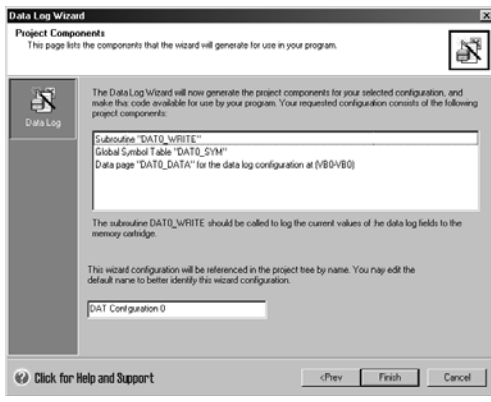 Data Log Wizard
Project Components
This page lists the components that the wizard will generate for use in your program.
Data Log
The Data Log Wizard will now generate the project components for your selected configuration, and
make this code available for use by your program. Your requested configuration consists of the following
project components:
Subroutine "DAT0_WRITE"
Global Symbol Table "DAT0_SYM"
Data page "DAT0_DATA" for the data log configuration at (VB0-VB0)
The subroutine DAT0_WRITE should be called to log the current values of the data log fields to the
memory cartridge.
This wizard configuration will be referenced in the project tree by name. You may edit the
default name to better identify this wizard configuration.
DAT Configuration 0
Click for Help and Support
<Prev
Finish
Cancel